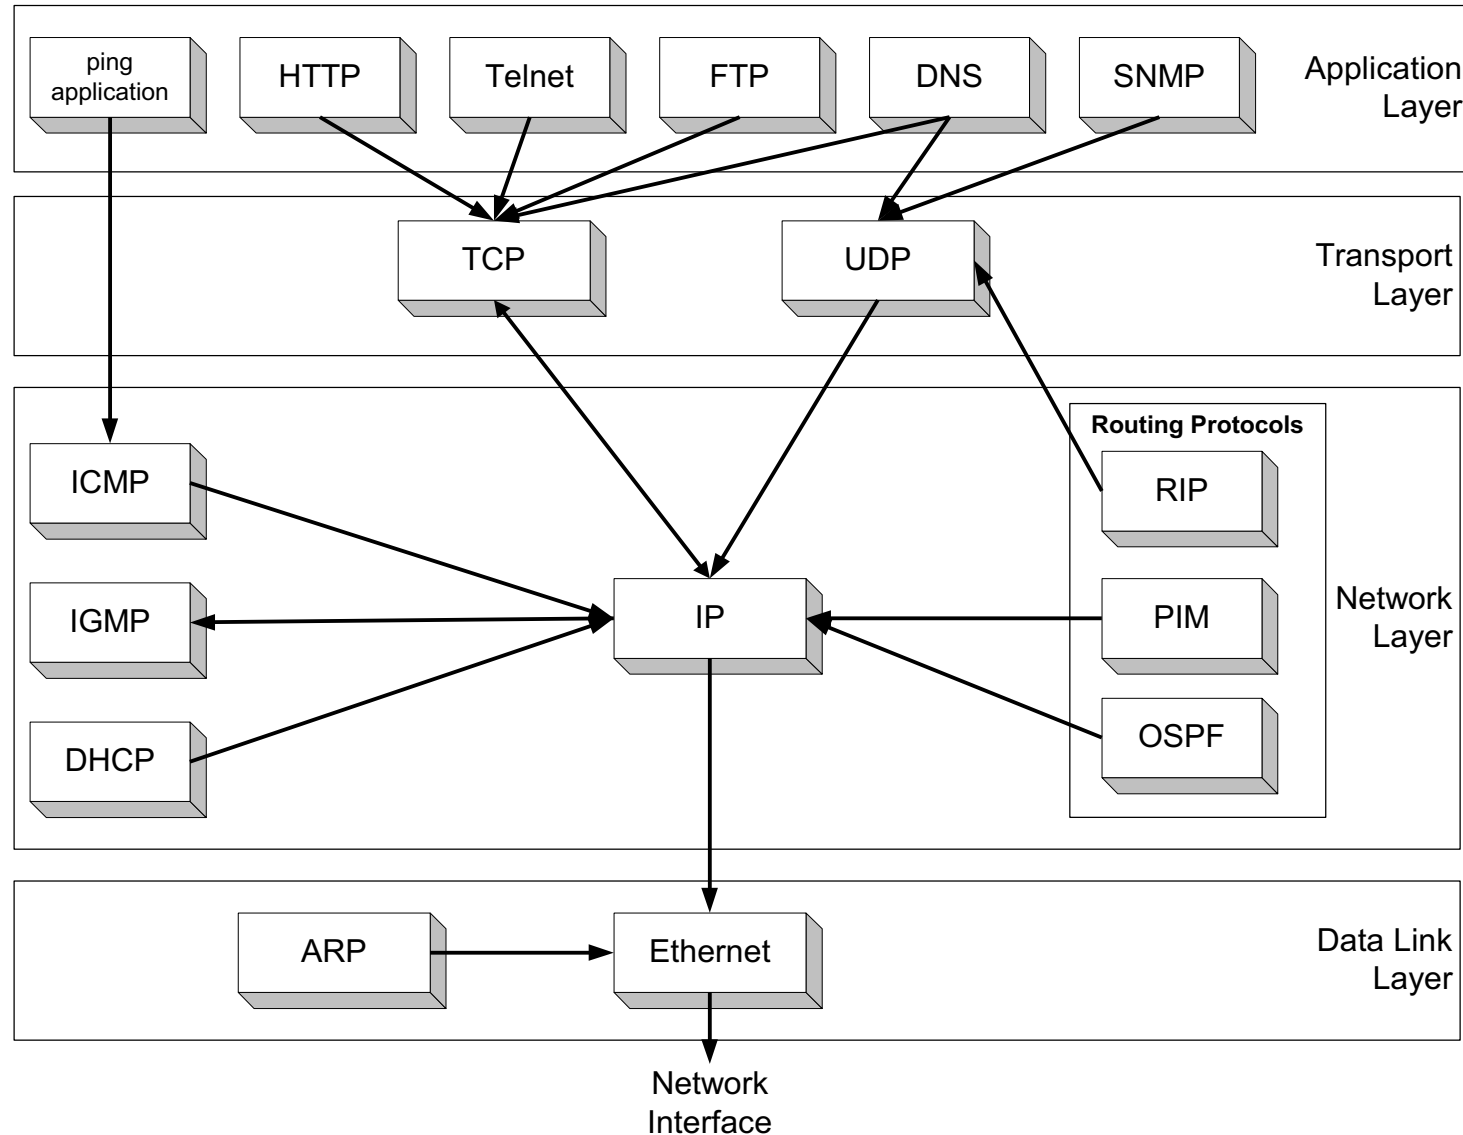 ping
application
HTTP
Telnet
FTP
DNS
SNMP
Application
Layer
TCP
UDP
Transport
Layer
Routing Protocols
ICMP
RIP
IGMP
IP
PIM
Network
Layer
DHCP
OSPF
ARP
Ethernet
Data Link
Layer
Network
Interface